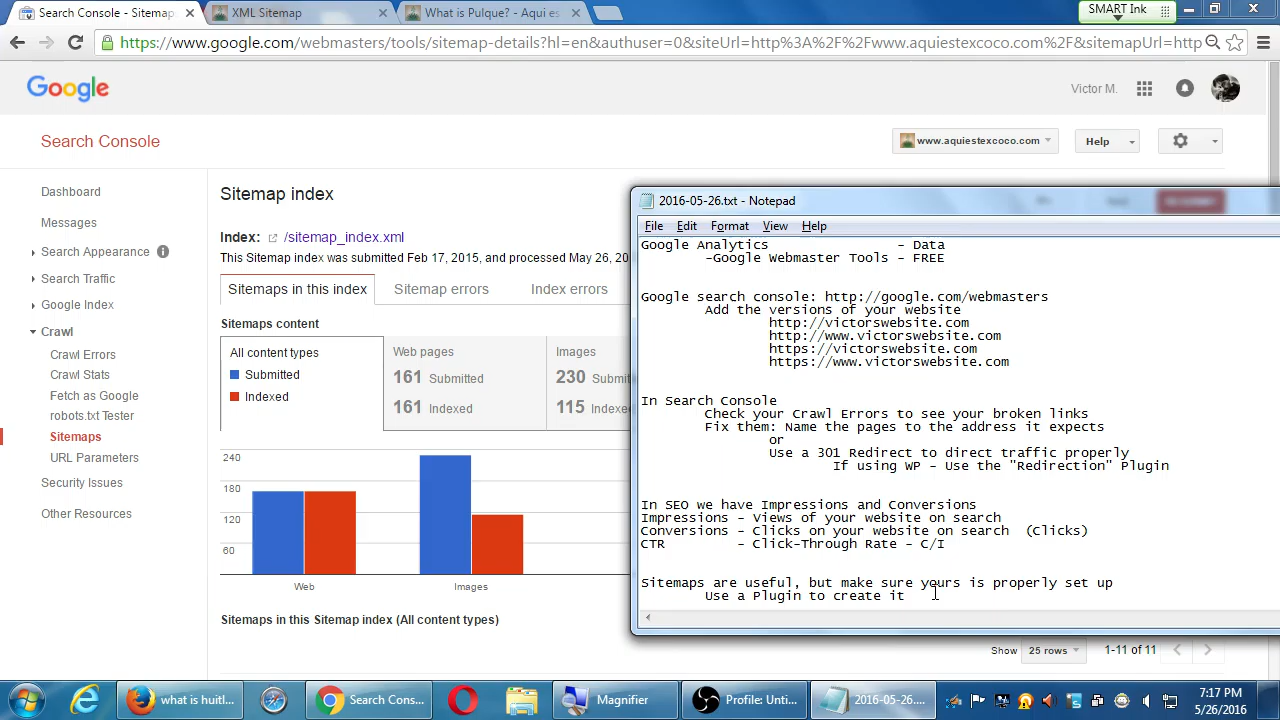 Search Console - Sitemap
XML Sitemap
What is Pulque? - Aqui es
SMART Ink
https://www.google.com/webmasters/tools/sitemap-details?hl=en&authuser=0&siteUrl=http%3A%2F%2Fwww.aquiestexcoco.com%2F&sitemapUrl=http
Google
Victor M.
Search Console
www.aquiestexcoco.com
Help
Dashboard
Messages
Search Appearance
Search Traffic
Google Index
Crawl
Crawl Errors
Crawl Stats
Fetch as Google
robots.txt Tester
Sitemaps
URL Parameters
Security Issues
Other Resources
Sitemap index
Index: /sitemap_index.xml
This Sitemap index was submitted Feb 17, 2015, and processed May 26, 20
Sitemaps in this index
Sitemap errors
Index errors
Sitemaps content
All content types
Submitted
Indexed
Web pages
161 Submitted
161 Indexed
Images
230 Submit
115 Indexe
240
180
120
60
Web
Images
Sitemaps in this Sitemap index (All content types)
Show 25 rows 1-11 of 11
2016-05-26.txt - Notepad
File Edit Format View Help
Google Analytics - Data
-Google Webmaster Tools - FREE
Google search console: http://google.com/webmasters
Add the versions of your website
http://victorswebsite.com
http://www.victorswebsite.com
https://victorswebsite.com
https://www.victorswebsite.com
In Search Console
Check your Crawl Errors to see your broken links
Fix them: Name the pages to the address it expects
or
Use a 301 Redirect to direct traffic properly
If using WP - Use the "Redirection" Plugin
In SEO we have Impressions and Conversions
Impressions - Views of your website on search
Conversions - Clicks on your website on search (Clicks)
CTR - Click-Through Rate - C/I
Sitemaps are useful, but make sure yours is properly set up
Use a Plugin to create it
what is huitl...
Search Cons...
Magnifier
Profile: Unti...
2016-05-26....
7:17 PM
5/26/2016